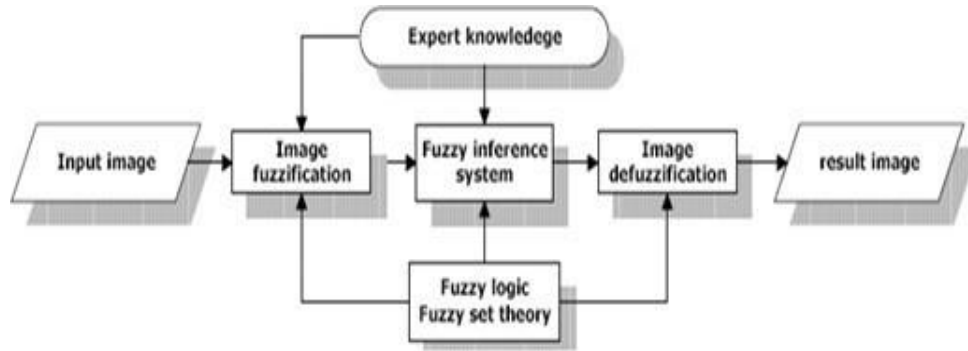 Expert knowledege
Input image
Image
fuzzification
Fuzzy inference
system
Image
defuzzification
result image
Fuzzy logic
Fuzzy set theory